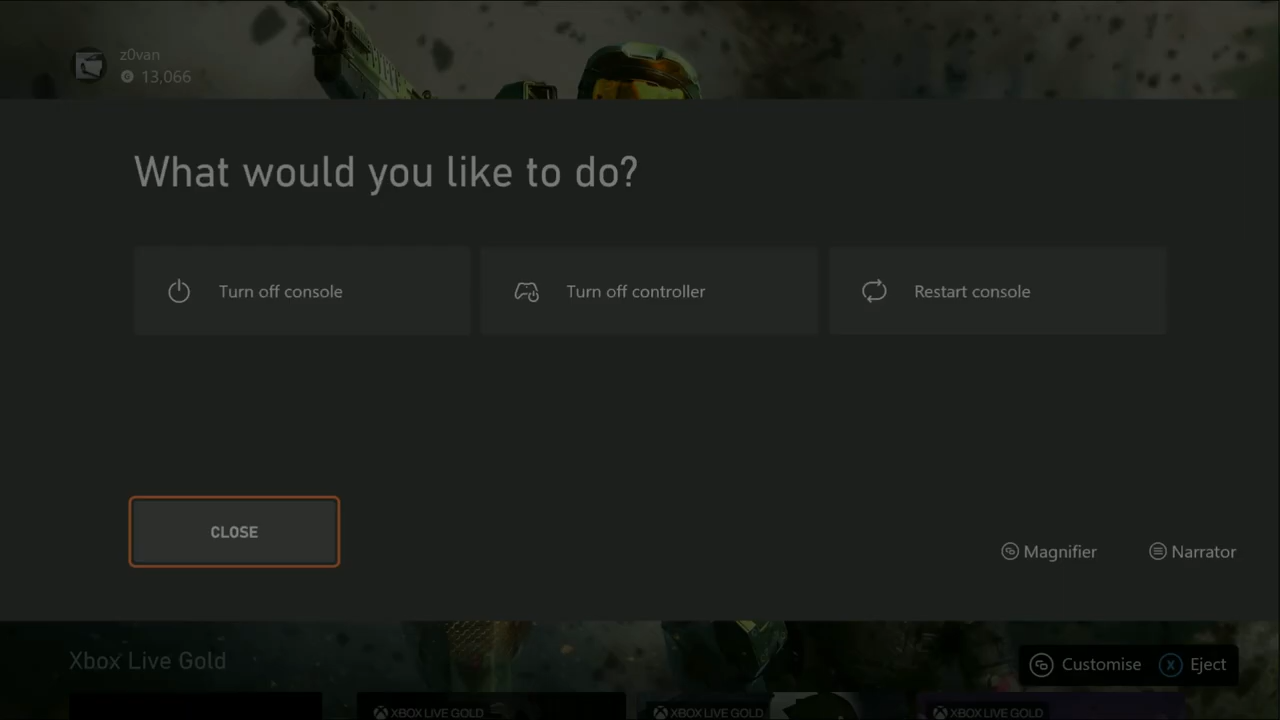 z0van
13,066
What would you like to do?
Turn off console
Turn off controller
Restart console
CLOSE
Magnifier
Narrator
Xbox Live Gold
Customise
X Eject
XBOX LIVE GOLD
XBOX LIVE GOLD
XBOX LIVE GOLD